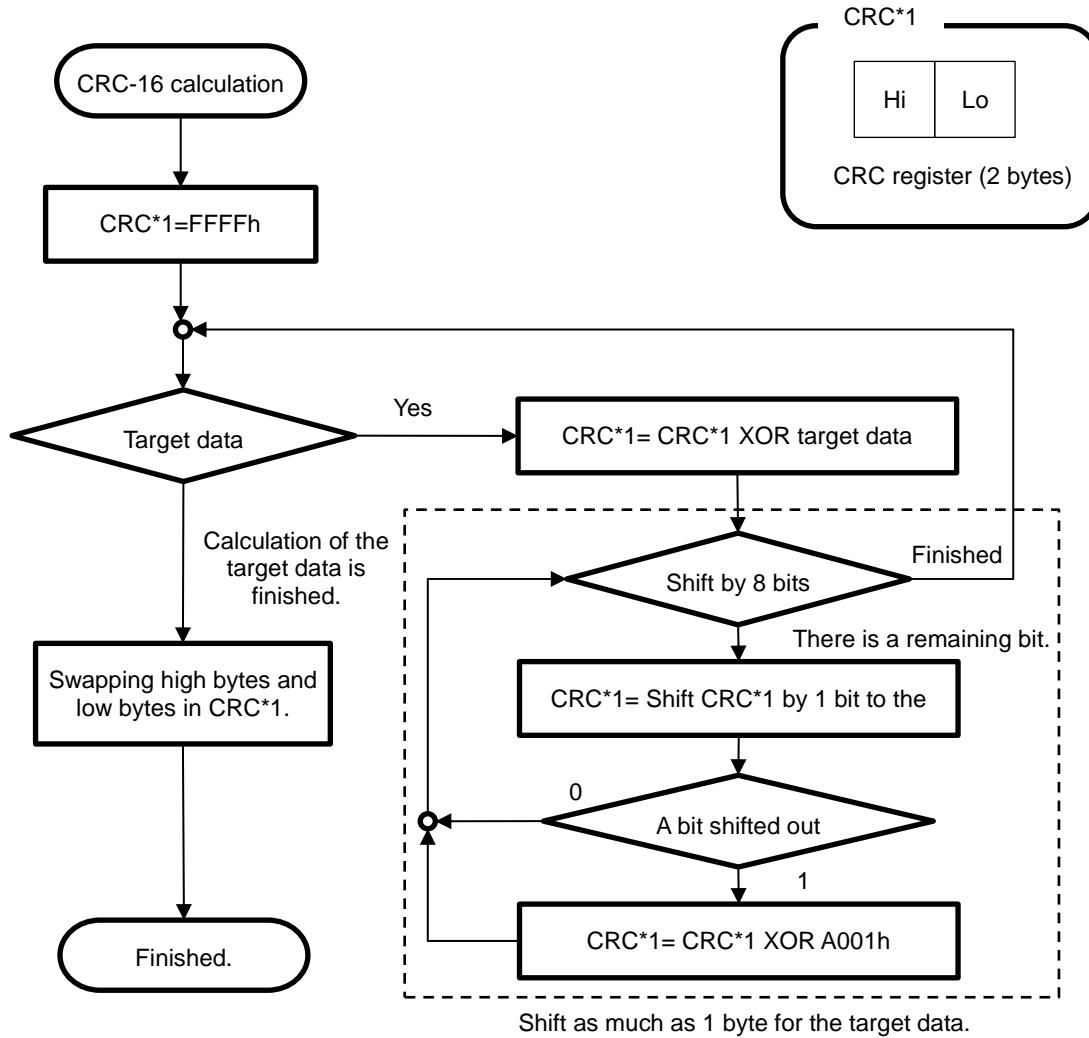 CRC*1
Hi
Lo
CRC register (2 bytes)
CRC-16 calculation
CRC*1=FFFFh
Target data
Yes
CRC*1= CRC*1 XOR target data
Calculation of the
target data is
finished.
Shift by 8 bits
Finished
There is a remaining bit.
Swapping high bytes and
low bytes in CRC*1.
CRC*1= Shift CRC*1 by 1 bit to the
0
A bit shifted out
1
CRC*1= CRC*1 XOR A001h
Finished.
Shift as much as 1 byte for the target data.